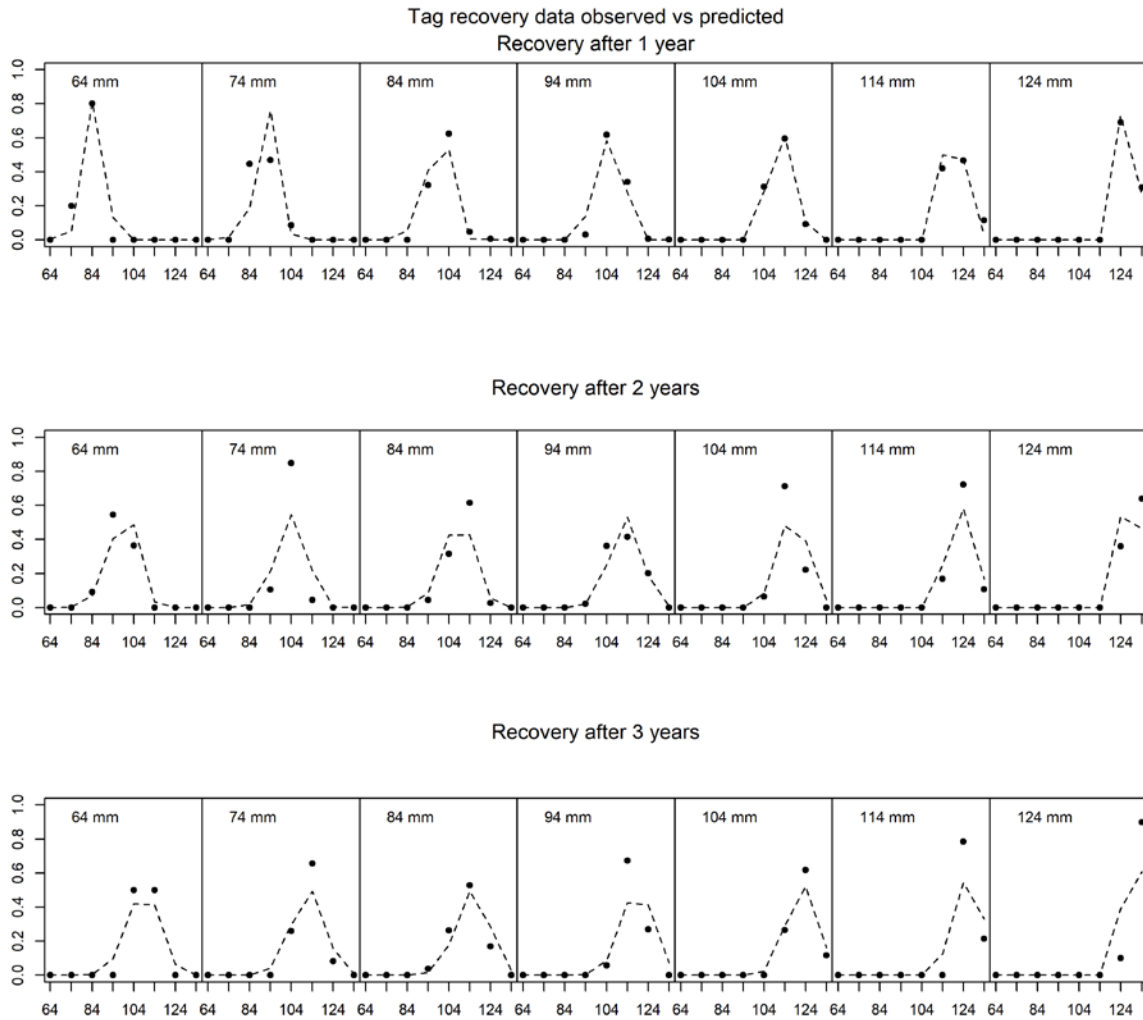 Tag recovery data observed vs predicted
Recovery after 1 year
64 mm 74 mm 84 mm 94 mm 104 mm 114 mm 124 mm
1.0
0.8
0.6
0.4
0.2
0.0
64 84 104 124 64 84 104 124 64 84 104 124 64 84 104 124 64 84 104 124 64 84 104 124 64 84 104 124
Recovery after 2 years
64 mm 74 mm 84 mm 94 mm 104 mm 114 mm 124 mm
1.0
0.8
0.6
0.4
0.2
0.0
64 84 104 124 64 84 104 124 64 84 104 124 64 84 104 124 64 84 104 124 64 84 104 124 64 84 104 124
Recovery after 3 years
64 mm 74 mm 84 mm 94 mm 104 mm 114 mm 124 mm
1.0
0.8
0.6
0.4
0.2
0.0
64 84 104 124 64 84 104 124 64 84 104 124 64 84 104 124 64 84 104 124 64 84 104 124 64 84 104 124